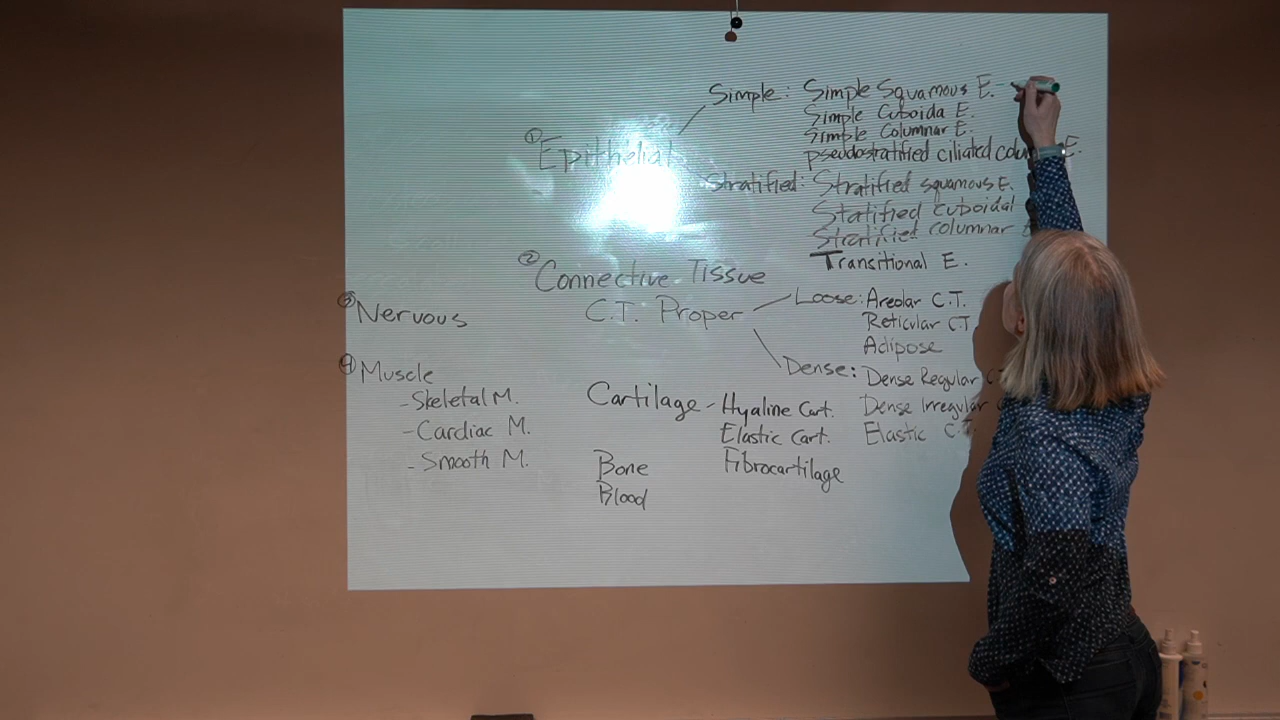 Simple: Simple Squamous E. -
Simple Cuboida E.
Simple Columnar E.
① Epithelial
pseudostratified ciliated colum E.
Stratified: Stratified squamous E.
Statified cuboidal
Stratified columnar
Transitional E.
② Connective Tissue
C.T. Proper
Loose: Areolar C.T.
Reticular C.T
Adipose
Dense: Dense Regular C
Dense Irregular
Elastic C.T.
Cartilage - Hyaline Cart.
Elastic Cart.
Fibrocartilage
Bone
Blood
③ Nervous
④ Muscle
- Skeletal M.
- Cardiac M.
- Smooth M.